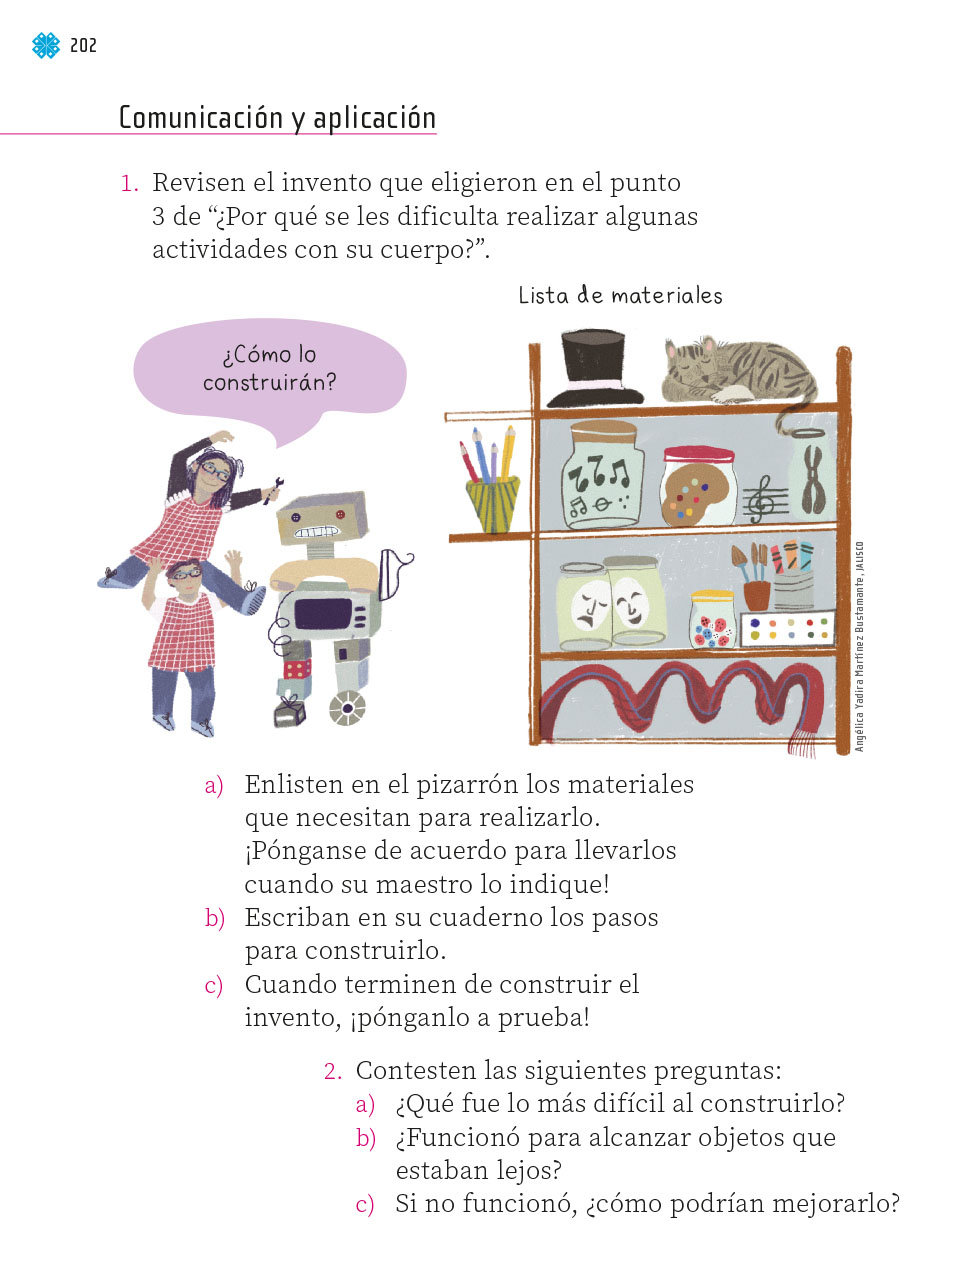 202
Comunicación y aplicación
1. Revisen el invento que eligieron en el punto
3 de “¿Por qué se les dificulta realizar algunas
actividades con su cuerpo?”.
Lista de materiales
¿Cómo lo
construirán?
Angélica Yadira Martínez Bustamante, JALISCO
a) Enlisten en el pizarrón los materiales
que necesitan para realizarlo.
¡Pónganse de acuerdo para llevarlos
cuando su maestro lo indique!
b) Escriban en su cuaderno los pasos
para construirlo.
c) Cuando terminen de construir el
invento, ¡pónganlo a prueba!
2. Contesten las siguientes preguntas:
a) ¿Qué fue lo más difícil al construirlo?
b) ¿Funcionó para alcanzar objetos que
estaban lejos?
c) Si no funcionó, ¿cómo podrían mejorarlo?